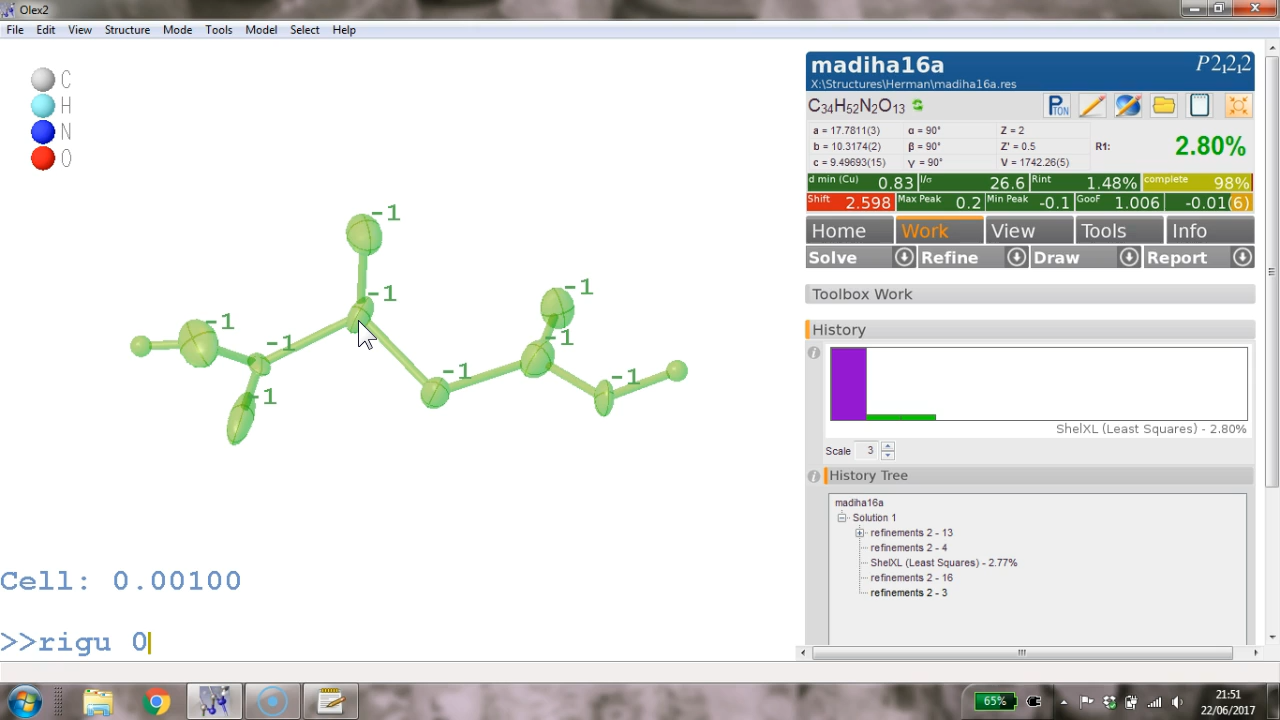 Olex2
File Edit View Structure Mode Tools Model Select Help
C
H
N
O
-1
-1
-1
-1
-1
-1
-1
-1
-1
Cell: 0.00100
>>rigu 0
madiha16a P2₁2₁2
X:\Structures\Herman\madiha16a.res
C₃₄H₅₂N₂O₁₃
PTON
a = 17.7811(3) α = 90° Z = 2
b = 10.3174(2) β = 90° Z' = 0.5 R1: 2.80%
c = 9.49693(15) γ = 90° V = 1742.26(5)
d min (Cu) 0.83 I/σ 26.6 Rint 1.48% complete 98%
Shift 2.598 Max Peak 0.2 Min Peak -0.1 GooF 1.006 -0.01(6)
Home Work View Tools Info
Solve Refine Draw Report
Toolbox Work
History
ShelXL (Least Squares) - 2.80%
Scale 3
History Tree
madiha16a
Solution 1
refinements 2 - 13
refinements 2 - 4
ShelXL (Least Squares) - 2.77%
refinements 2 - 16
refinements 2 - 3
65% 21:51
22/06/2017